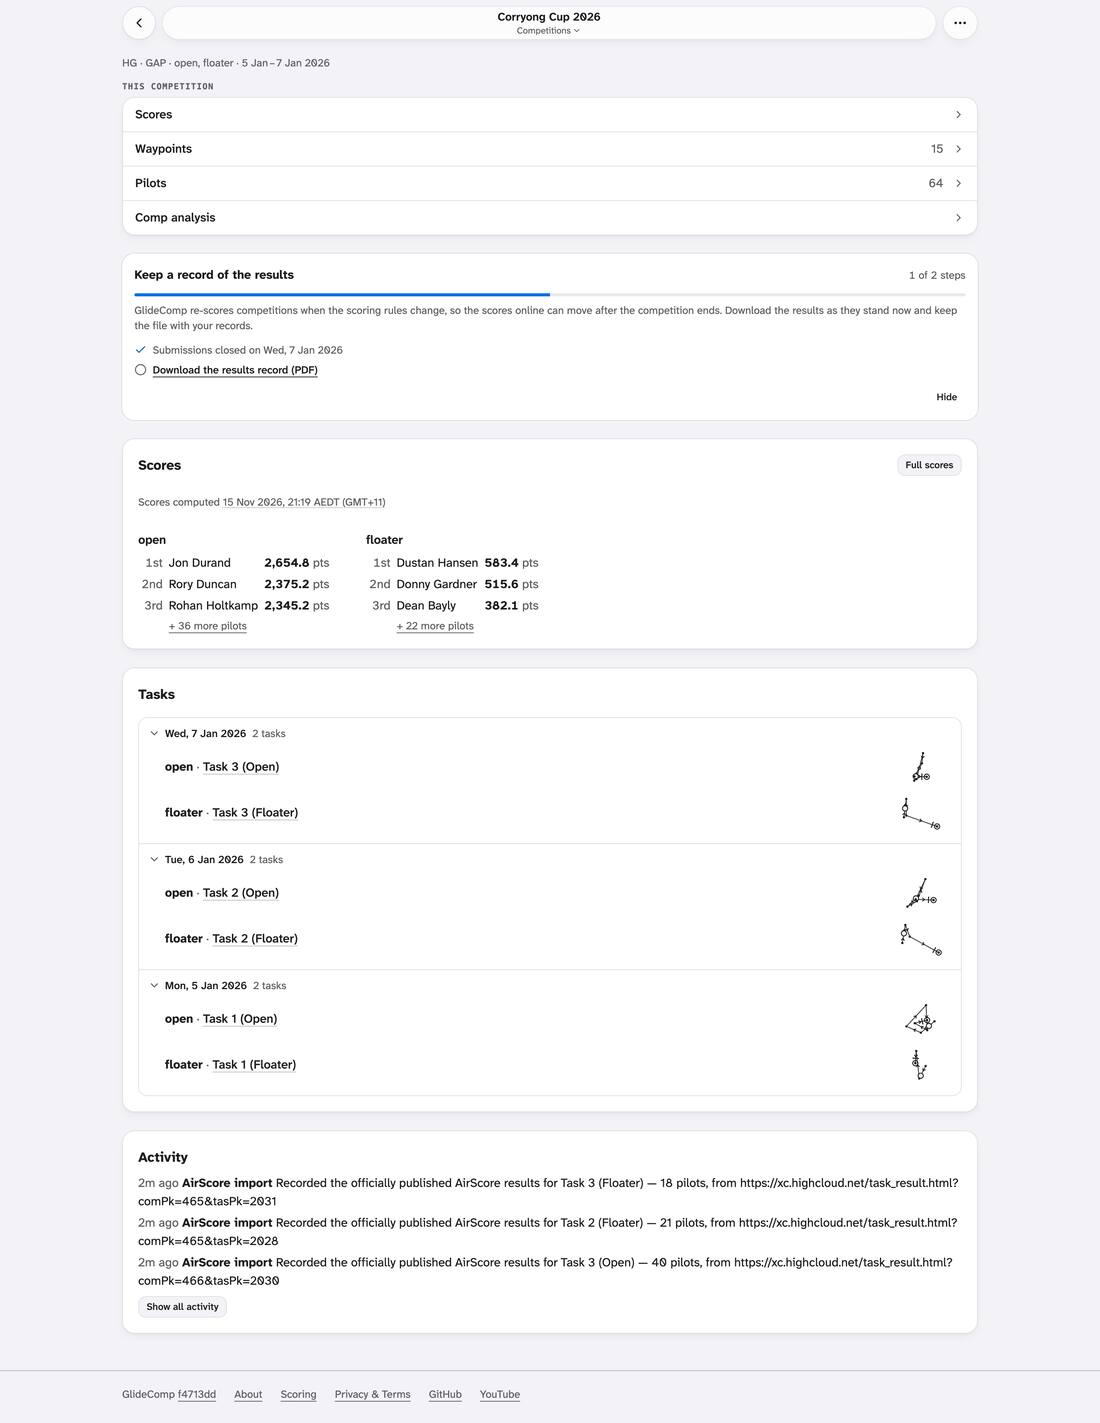 Corryong Cup 2026
Competitions
HG · GAP · open, floater · 5 Jan – 7 Jan 2026
THIS COMPETITION
Scores
Waypoints 15
Pilots 64
Comp analysis
Keep a record of the results 1 of 2 steps
GlideComp re-scores competitions when the scoring rules change, so the scores online can move after the competition ends. Download the results as they stand now and keep
the file with your records.
Submissions closed on Wed, 7 Jan 2026
Download the results record (PDF)
Hide
Scores Full scores
Scores computed 15 Nov 2026, 21:19 AEDT (GMT+11)
open floater
1st Jon Durand 2,654.8 pts 1st Dustan Hansen 583.4 pts
2nd Rory Duncan 2,375.2 pts 2nd Donny Gardner 515.6 pts
3rd Rohan Holtkamp 2,345.2 pts 3rd Dean Bayly 382.1 pts
+ 36 more pilots + 22 more pilots
Tasks
Wed, 7 Jan 2026 2 tasks
open · Task 3 (Open)
floater · Task 3 (Floater)
Tue, 6 Jan 2026 2 tasks
open · Task 2 (Open)
floater · Task 2 (Floater)
Mon, 5 Jan 2026 2 tasks
open · Task 1 (Open)
floater · Task 1 (Floater)
Activity
2m ago AirScore import Recorded the officially published AirScore results for Task 3 (Floater) — 18 pilots, from https://xc.highcloud.net/task_result.html?
comPk=465&tasPk=2031
2m ago AirScore import Recorded the officially published AirScore results for Task 2 (Floater) — 21 pilots, from https://xc.highcloud.net/task_result.html?
comPk=465&tasPk=2028
2m ago AirScore import Recorded the officially published AirScore results for Task 3 (Open) — 40 pilots, from https://xc.highcloud.net/task_result.html?
comPk=466&tasPk=2030
Show all activity
GlideComp f4713dd About Scoring Privacy & Terms GitHub YouTube